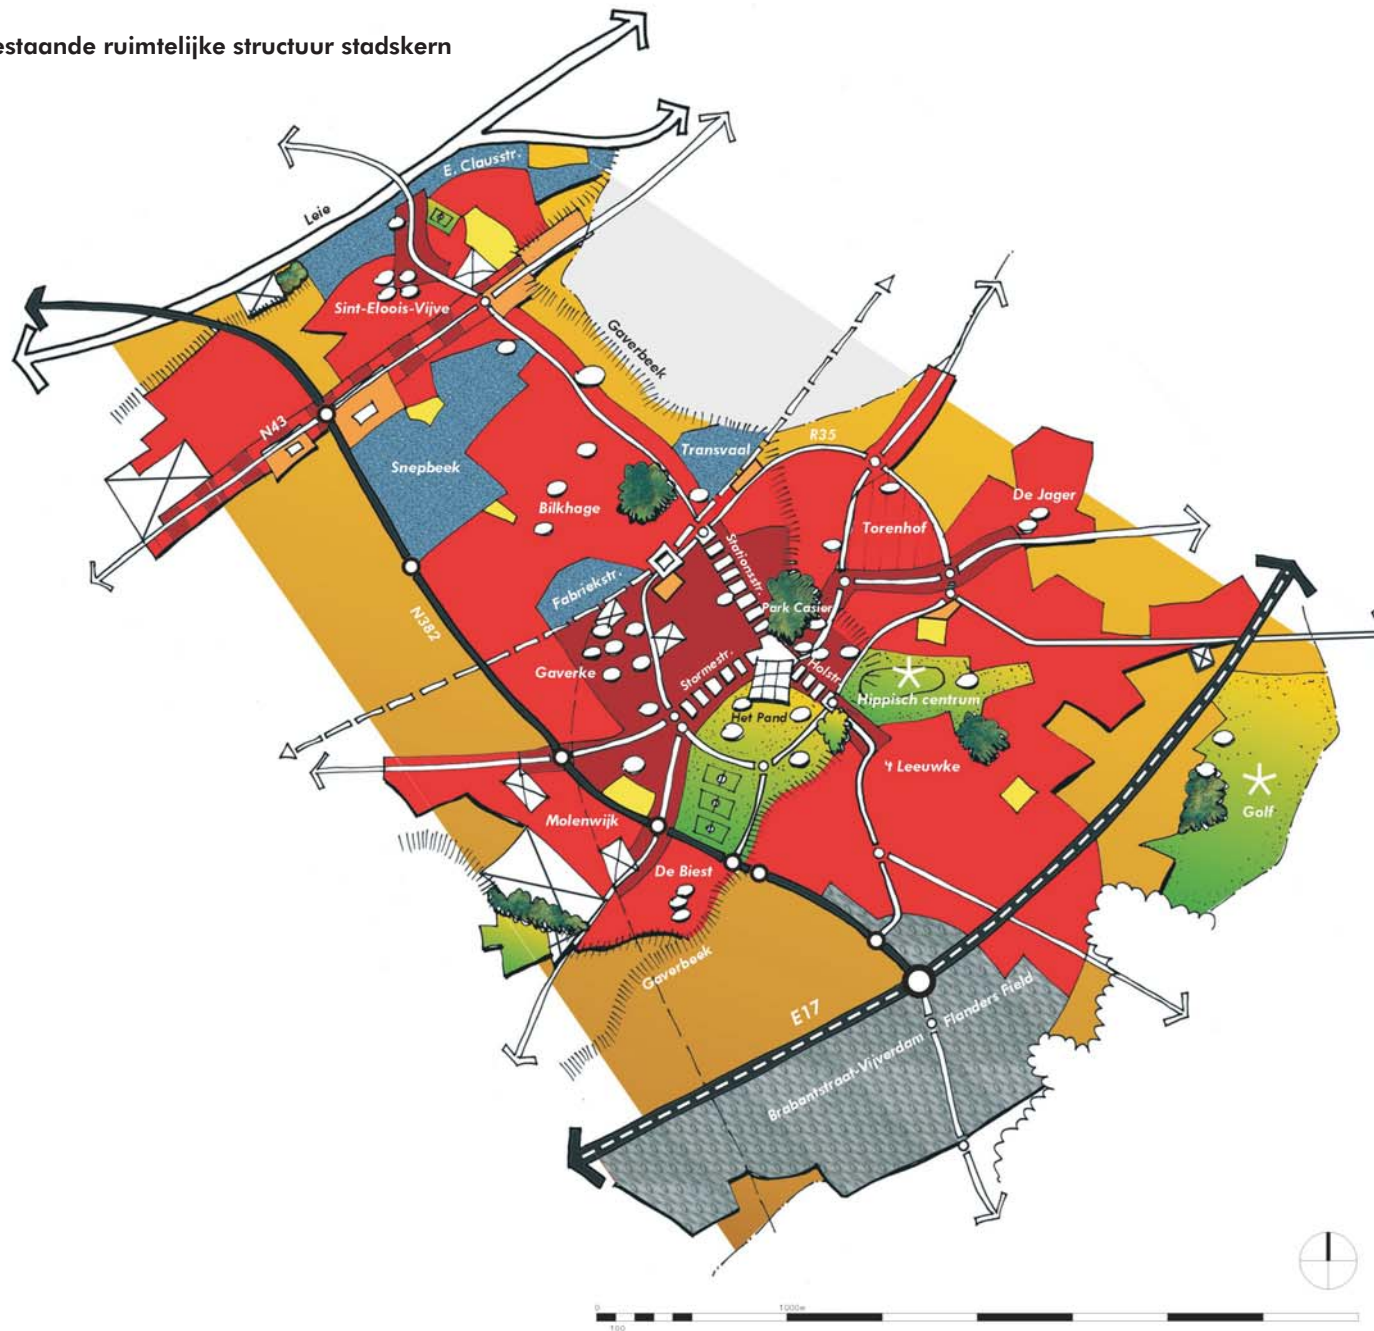 estaande ruimtelijke structuur stadskern
E. Clausstr.
Leie
Sint-Eloois-Vijve
Gaverbeek
N43
Snepbeek
Transvaal
R35
Bilkhage
De Jager
Torenhof
Stationsstr.
Fabriekstr.
Park Casier
N382
Gaverke
Stormestr.
Holstr.
Hippisch centrum
Het Pand
't Leeuwke
Golf
Molenwijk
De Biest
Gaverbeek
E17
Flanders Field
Brabantstraat-Vijverdam
0 1000m
100